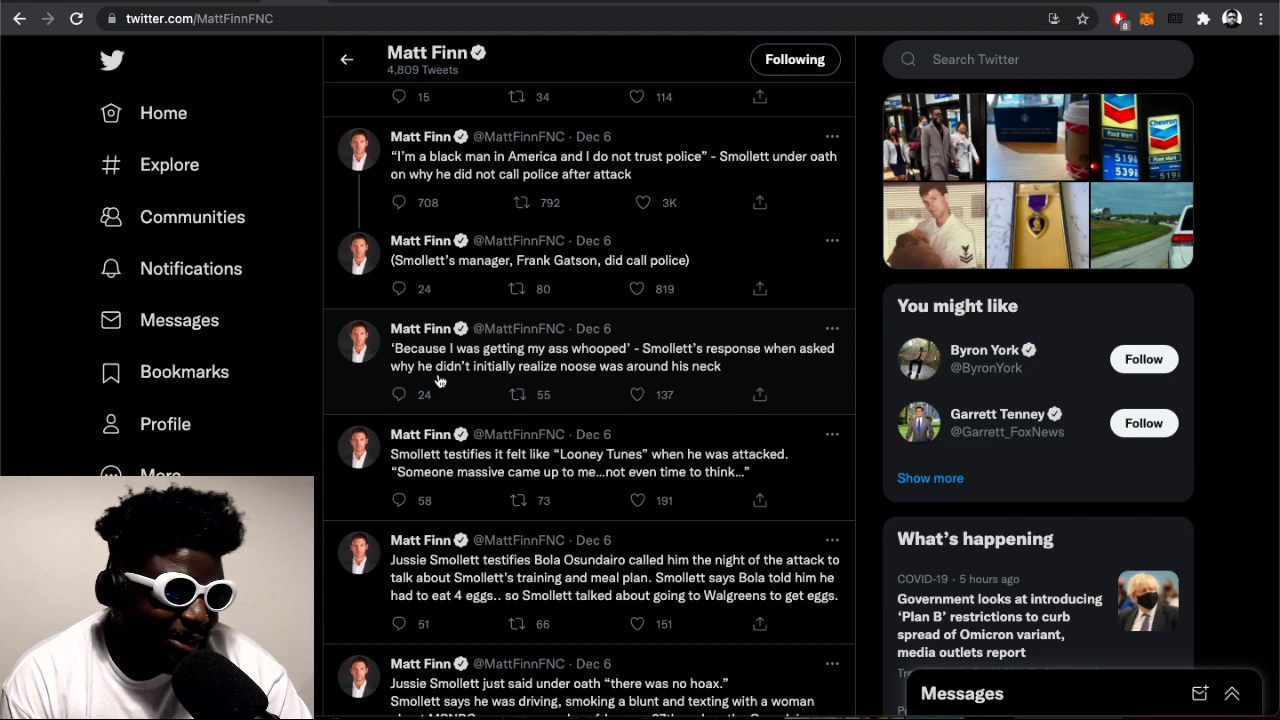 twitter.com/MattFinnFNC
8
Home
Explore
Communities
Notifications
Messages
Bookmarks
Profile
More
Matt Finn
4,809 Tweets
Following
15 34 114
Matt Finn @MattFinnFNC · Dec 6
“I'm a black man in America and I do not trust police” - Smollett under oath
on why he did not call police after attack
708 792 3K
Matt Finn @MattFinnFNC · Dec 6
(Smollett's manager, Frank Gatson, did call police)
24 80 819
Matt Finn @MattFinnFNC · Dec 6
‘Because I was getting my ass whooped’ - Smollett's response when asked
why he didn't initially realize noose was around his neck
24 55 137
Matt Finn @MattFinnFNC · Dec 6
Smollett testifies it felt like “Looney Tunes” when he was attacked.
“Someone massive came up to me...not even time to think...”
58 73 191
Matt Finn @MattFinnFNC · Dec 6
Jussie Smollett testifies Bola Osundairo called him the night of the attack to
talk about Smollett's training and meal plan. Smollett says Bola told him he
had to eat 4 eggs.. so Smollett talked about going to Walgreens to get eggs.
51 66 151
Matt Finn @MattFinnFNC · Dec 6
Jussie Smollett just said under oath “there was no hoax.”
Smollett says he was driving, smoking a blunt and texting with a woman
Search Twitter
Food Mart
519
539
Chevron
Food Mart
519
539
You might like
Byron York
@ByronYork
Follow
Garrett Tenney
@Garrett_FoxNews
Follow
Show more
What's happening
COVID-19 · 5 hours ago
Government looks at introducing
‘Plan B’ restrictions to curb
spread of Omicron variant,
media outlets report
Messages